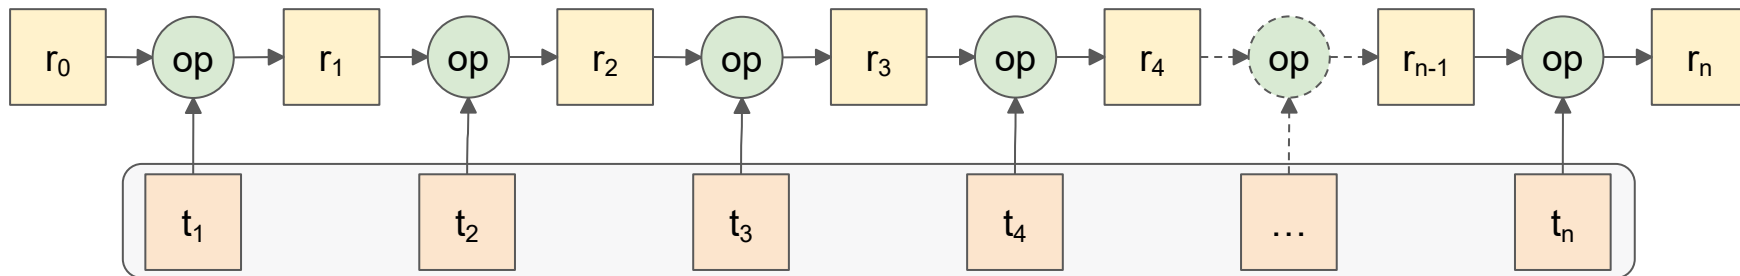 r₀ op r₁ op r₂ op r₃ op r₄ op rₙ₋₁ op rₙ
t₁ t₂ t₃ t₄ ... tₙ